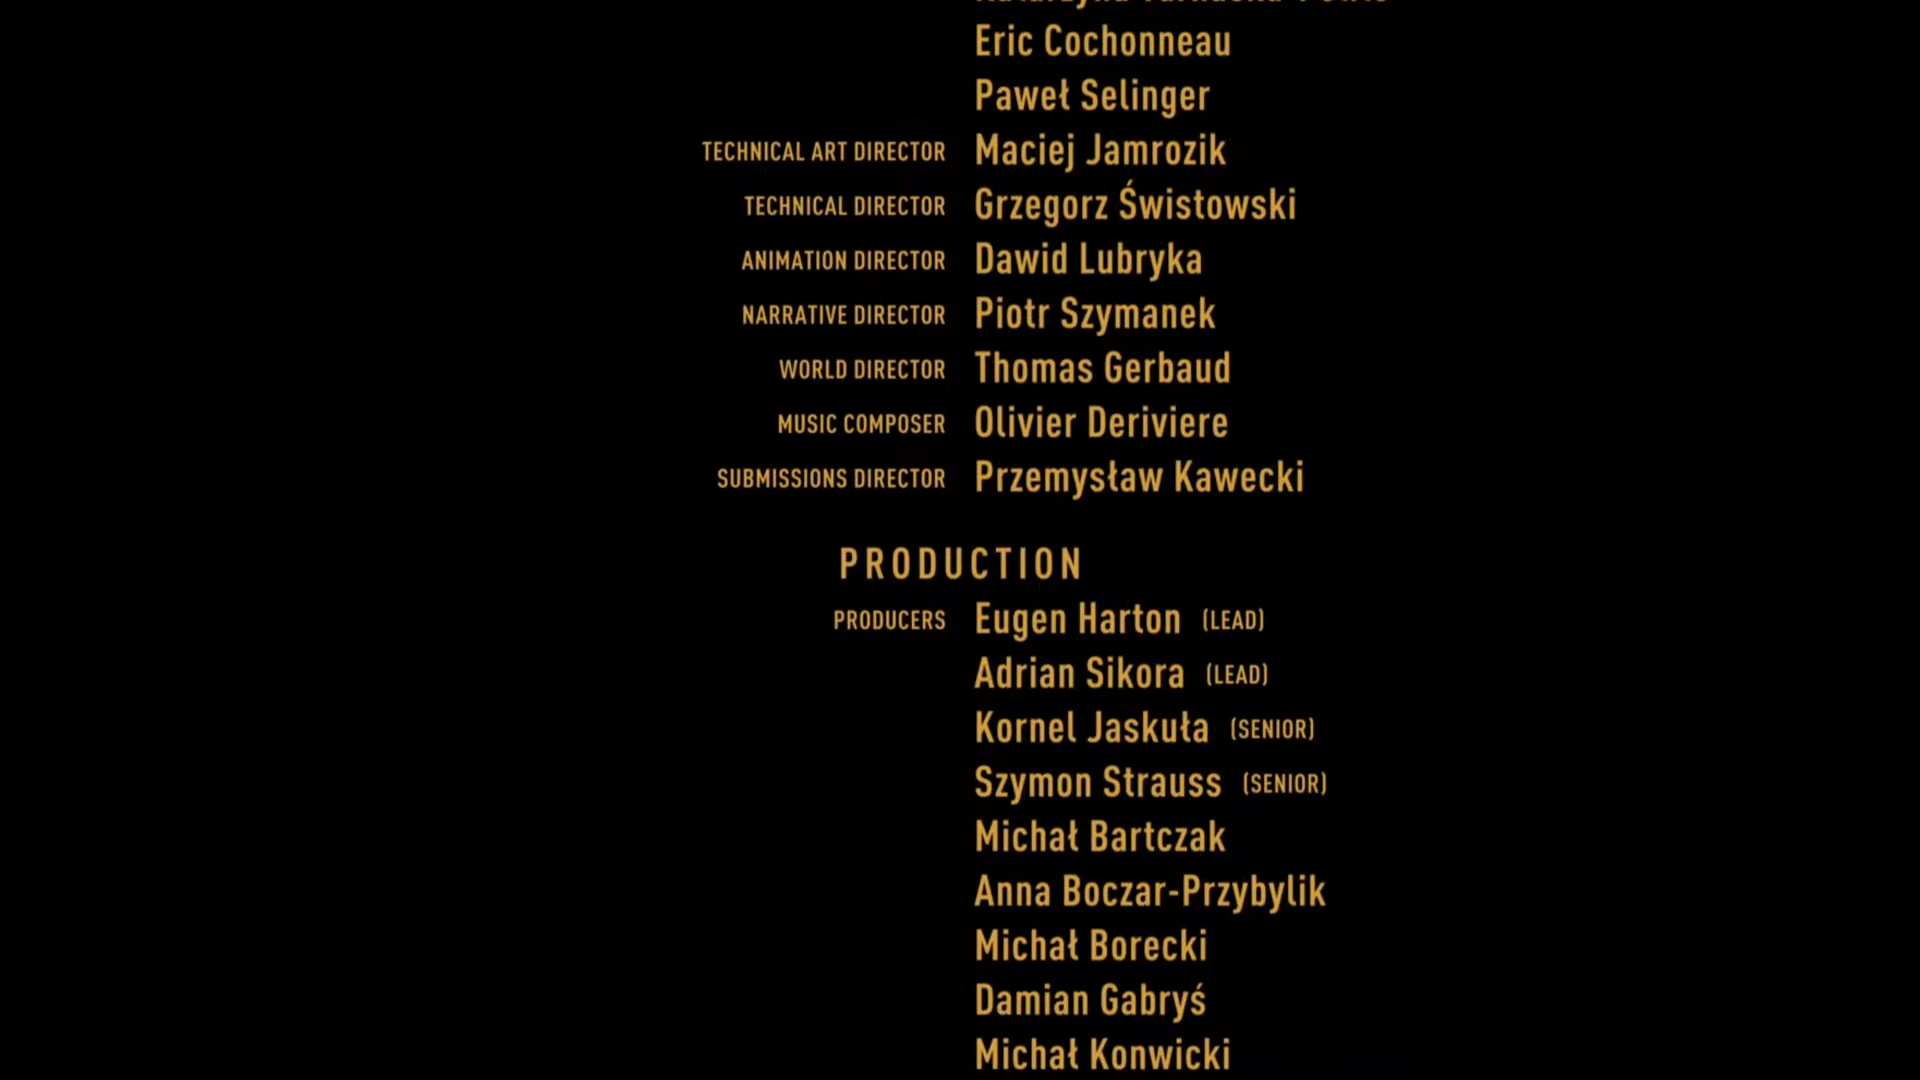 Eric Cochonneau
Paweł Selinger
TECHNICAL ART DIRECTOR Maciej Jamrozik
TECHNICAL DIRECTOR Grzegorz Świstowski
ANIMATION DIRECTOR Dawid Lubryka
NARRATIVE DIRECTOR Piotr Szymanek
WORLD DIRECTOR Thomas Gerbaud
MUSIC COMPOSER Olivier Deriviere
SUBMISSIONS DIRECTOR Przemysław Kawecki
PRODUCTION
PRODUCERS Eugen Harton (LEAD)
Adrian Sikora (LEAD)
Kornel Jaskuła (SENIOR)
Szymon Strauss (SENIOR)
Michał Bartczak
Anna Boczar-Przybylik
Michał Borecki
Damian Gabryś
Michał Konwicki